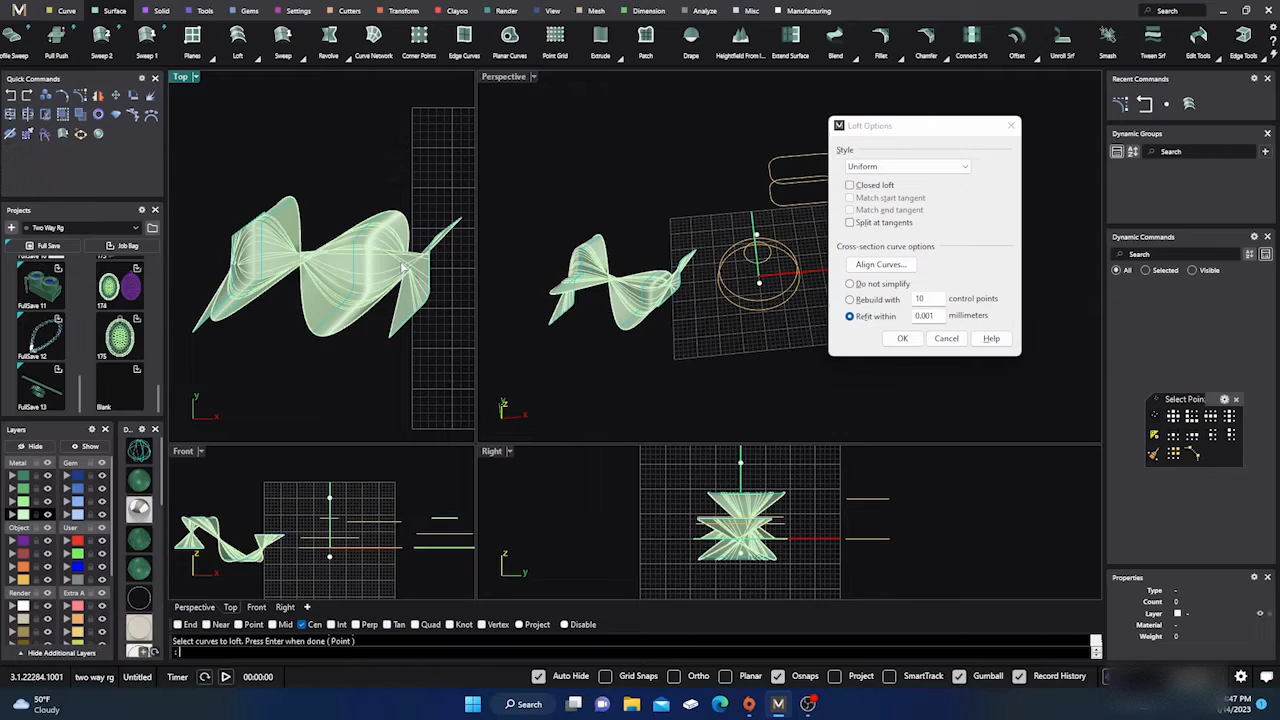 Curve Surface Solid Tools Gems Settings Cutters Transform Clayoo Render View Mesh Dimension Analyze Misc Manufacturing Search
Profile Sweep Pull Push Sweep 2 Sweep 1 Planes Loft Sweep Revolve Curve Network Corner Points Edge Curves Planar Curves Point Grid Extrude Patch Drape Heightfield From I... Extend Surface Fillet Chamfer Connect Srfs Offset Unroll Srf Smash Tween Srf Edit Tools Edge Tools
Quick Commands
Top
Perspective
Recent Commands
Loft Options
Dynamic Groups
Style
Search
Uniform
Closed loft
Match start tangent
Projects
Match end tangent
Two Way rg
Split at tangents
Dynamic Commands
Full Save Job Bag
Cross-section curve options
Search
Align Curves...
All Selected Visible
FullSave 11 174
Do not simplify
Rebuild with 10 control points
Refit within 0.001 millimeters
OK Cancel Help
FullSave 12 175
FullSave 13 Blank
Select Point
y
x
z
x
Layers D...
Hide Show
Front
Right
Metal Gem
Object User
z
x
z
y
Properties
Type -
Render Extra A
Count 0
Layer -
Perspective Top Front Right
Material -
End Near Point Mid Cen Int Perp Tan Quad Knot Vertex Project Disable
Weight 0
Select curves to loft. Press Enter when done ( Point )
Hide Additional Layers
:
3.1.22284.1001 two way rg Untitled Timer 00:00:00 Auto Hide Grid Snaps Ortho Planar Osnaps Project SmartTrack Gumball Record History
50°F
Cloudy
Search